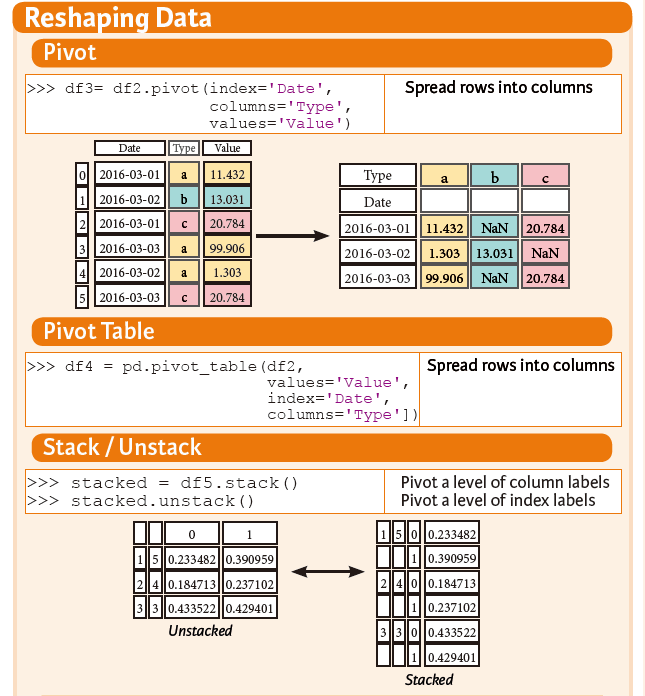 Reshaping Data
Pivot
>>> df3= df2.pivot(index='Date', Spread rows into columns
columns='Type',
values='Value')
Date Type Value
0 2016-03-01 a 11.432
1 2016-03-02 b 13.031
2 2016-03-01 c 20.784
3 2016-03-03 a 99.906
4 2016-03-02 a 1.303
5 2016-03-03 c 20.784
Type a b c
Date
2016-03-01 11.432 NaN 20.784
2016-03-02 1.303 13.031 NaN
2016-03-03 99.906 NaN 20.784
Pivot Table
>>> df4 = pd.pivot_table(df2, Spread rows into columns
values='Value',
index='Date',
columns='Type'])
Stack / Unstack
>>> stacked = df5.stack() Pivot a level of column labels
>>> stacked.unstack() Pivot a level of index labels
0 1
1 5 0.233482 0.390959
2 4 0.184713 0.237102
3 3 0.433522 0.429401
Unstacked
1 5 0 0.233482
1 0.390959
2 4 0 0.184713
1 0.237102
3 3 0 0.433522
1 0.429401
Stacked